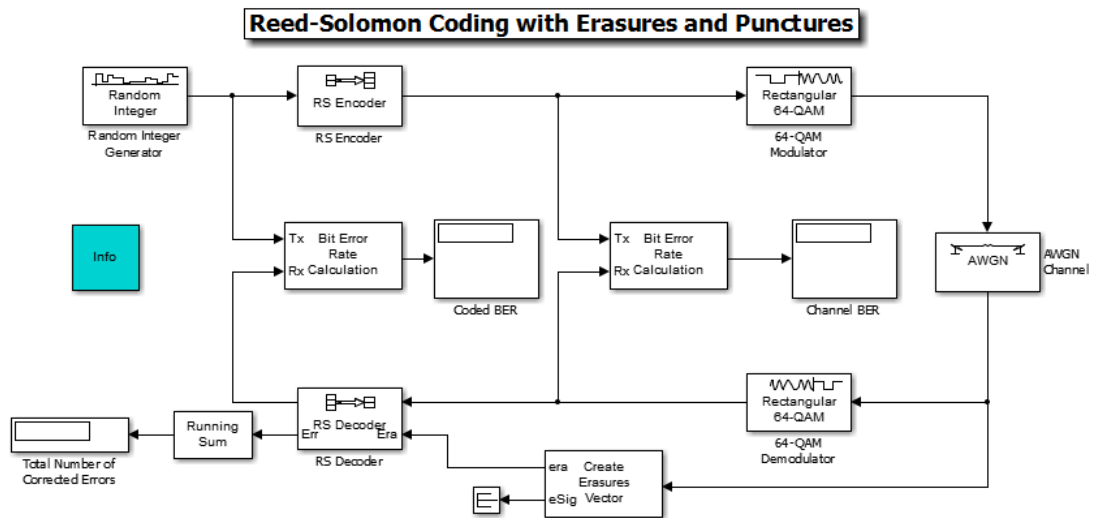 Reed-Solomon Coding with Erasures and Punctures
Random
Integer
Random Integer
Generator
RS Encoder
RS Encoder
Rectangular
64-QAM
64-QAM
Modulator
Info
Tx Bit Error
Rate
Rx Calculation
Coded BER
Tx Bit Error
Rate
Rx Calculation
Channel BER
AWGN
AWGN
Channel
Total Number of
Corrected Errors
Running
Sum
RS Decoder
Err Era
RS Decoder
Rectangular
64-QAM
64-QAM
Demodulator
era Create
Erasures
eSig Vector